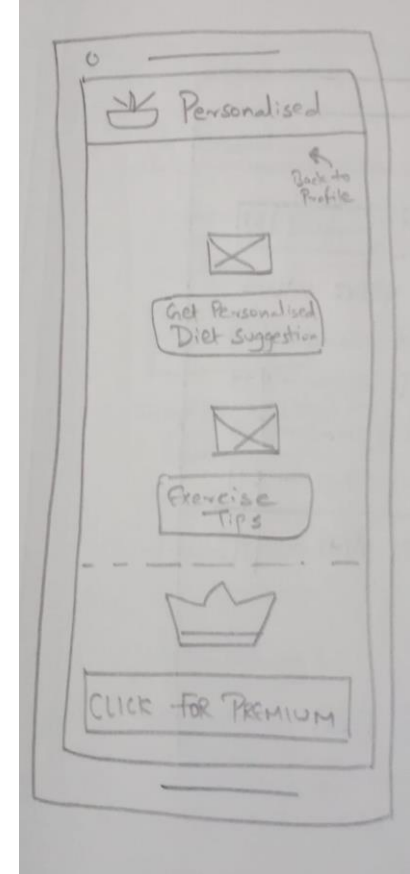 Personalised
Back to
Profile
Get Personalised
Diet Suggestion
Exercise
Tips
CLICK FOR PREMIUM